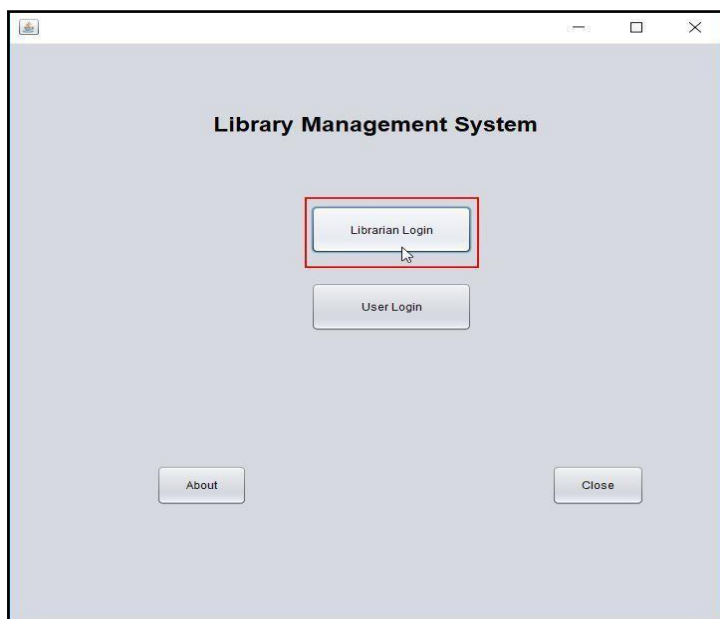 Library Management System
Librarian Login
User Login
About
Close